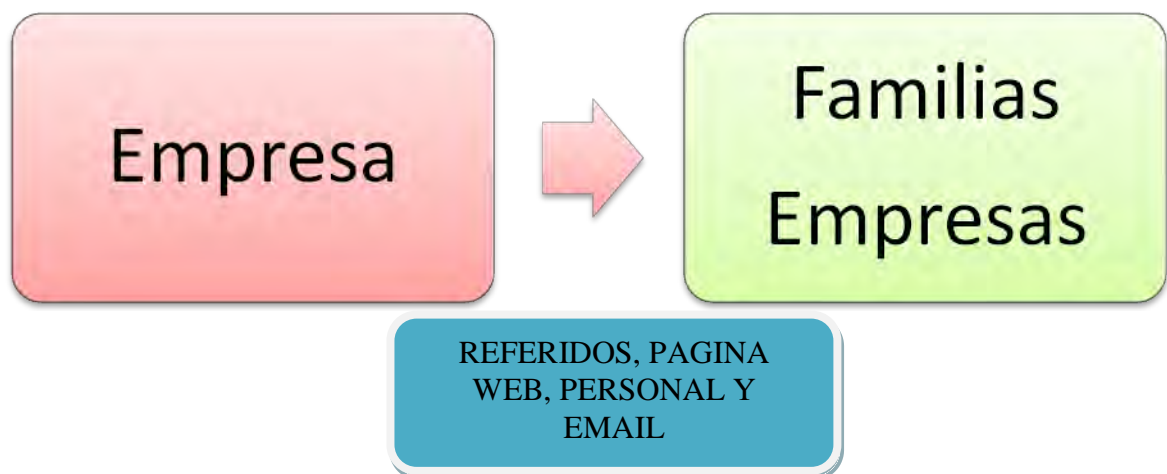 Empresa
Familias
Empresas
REFERIDOS, PAGINA
WEB, PERSONAL Y
EMAIL